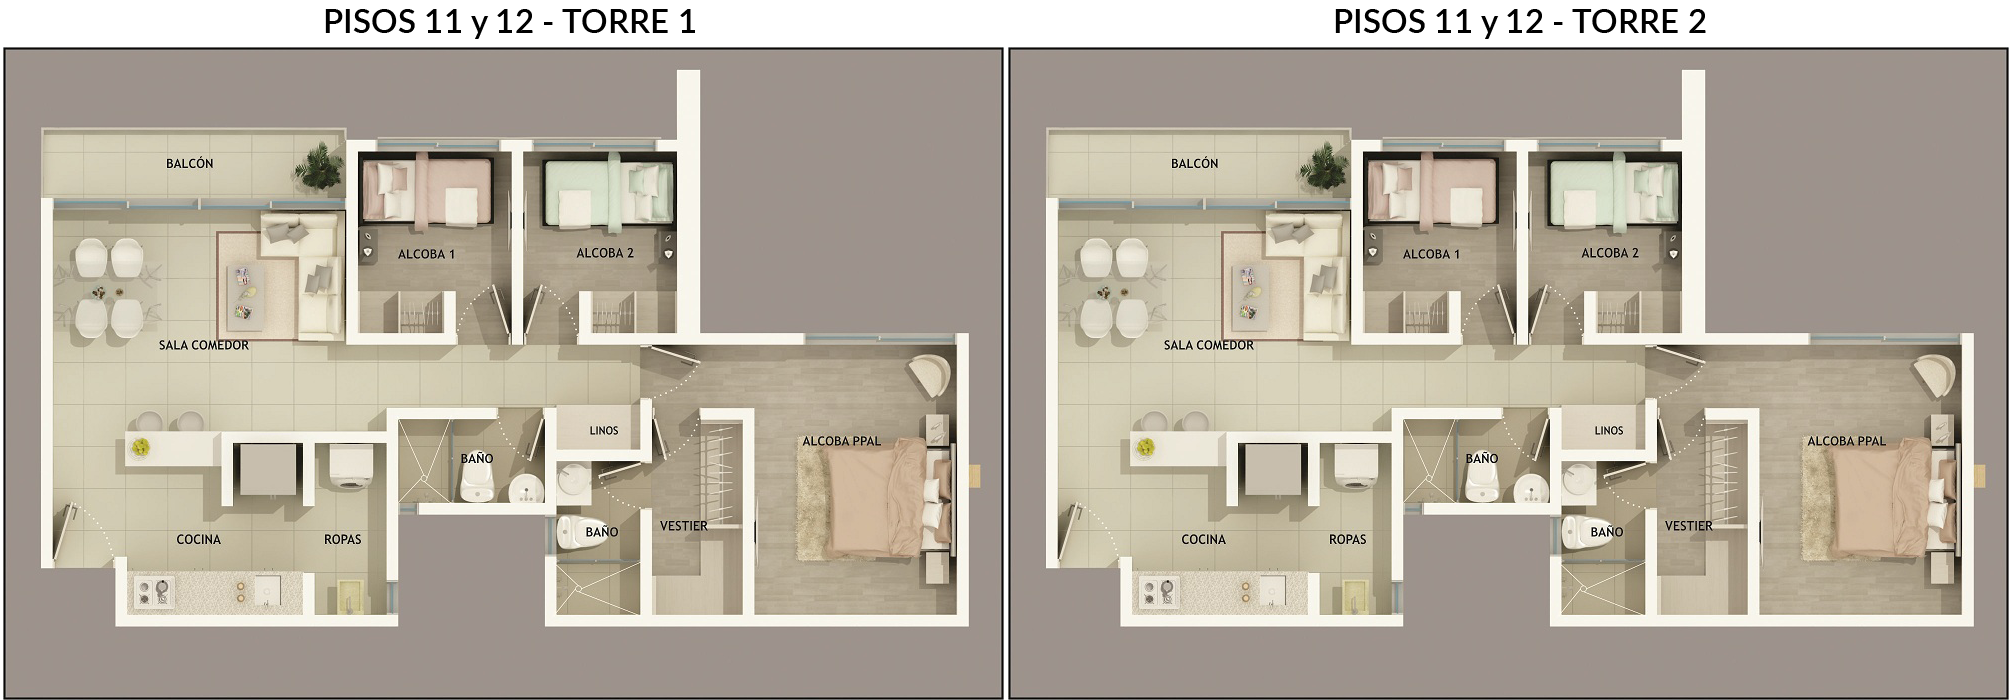 PISOS 11 y 12 - TORRE 1
BALCÓN
ALCOBA 1
ALCOBA 2
SALA COMEDOR
LINOS
ALCOBA PPAL
BAÑO
VESTIER
BAÑO
COCINA
ROPAS
PISOS 11 y 12 - TORRE 2
BALCÓN
ALCOBA 1
ALCOBA 2
SALA COMEDOR
LINOS
ALCOBA PPAL
BAÑO
VESTIER
BAÑO
COCINA
ROPAS